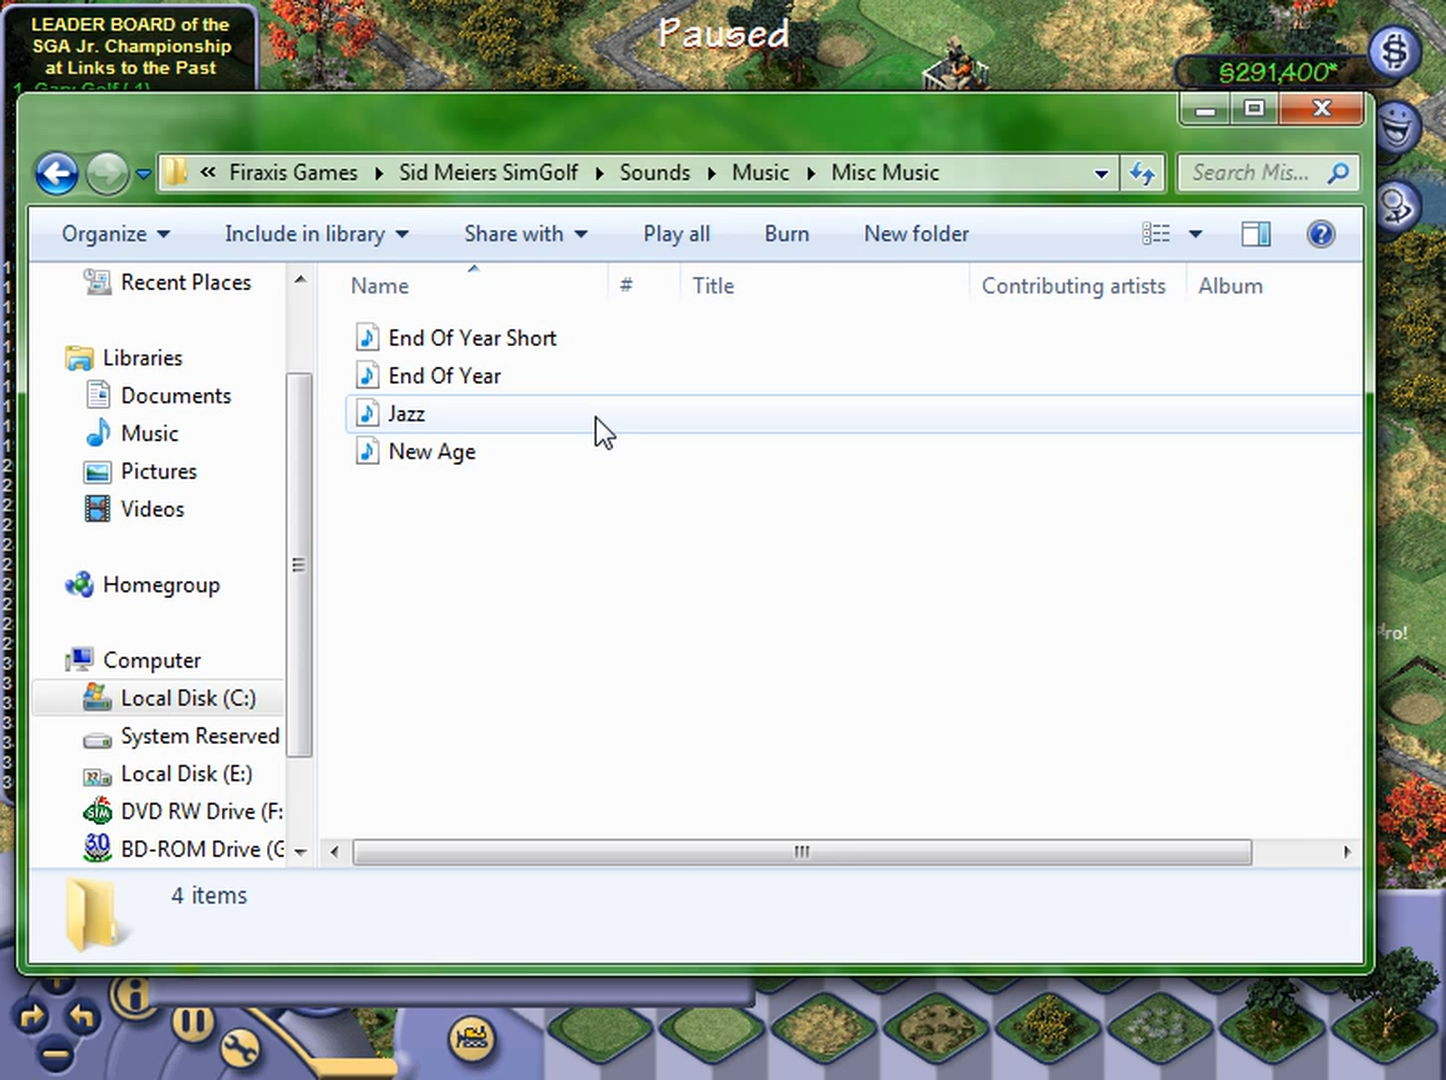 LEADER BOARD of the
SGA Jr. Championship
at Links to the Past
Paused
$291,400*
« Firaxis Games Sid Meiers SimGolf Sounds Music Misc Music
Search Mis...
Organize Include in library Share with Play all Burn New folder
Name # Title Contributing artists Album
Recent Places
Libraries
Documents
Music
Pictures
Videos
Homegroup
Computer
Local Disk (C:)
System Reserved
Local Disk (E:)
DVD RW Drive (F:
BD-ROM Drive (G
End Of Year Short
End Of Year
Jazz
New Age
4 items